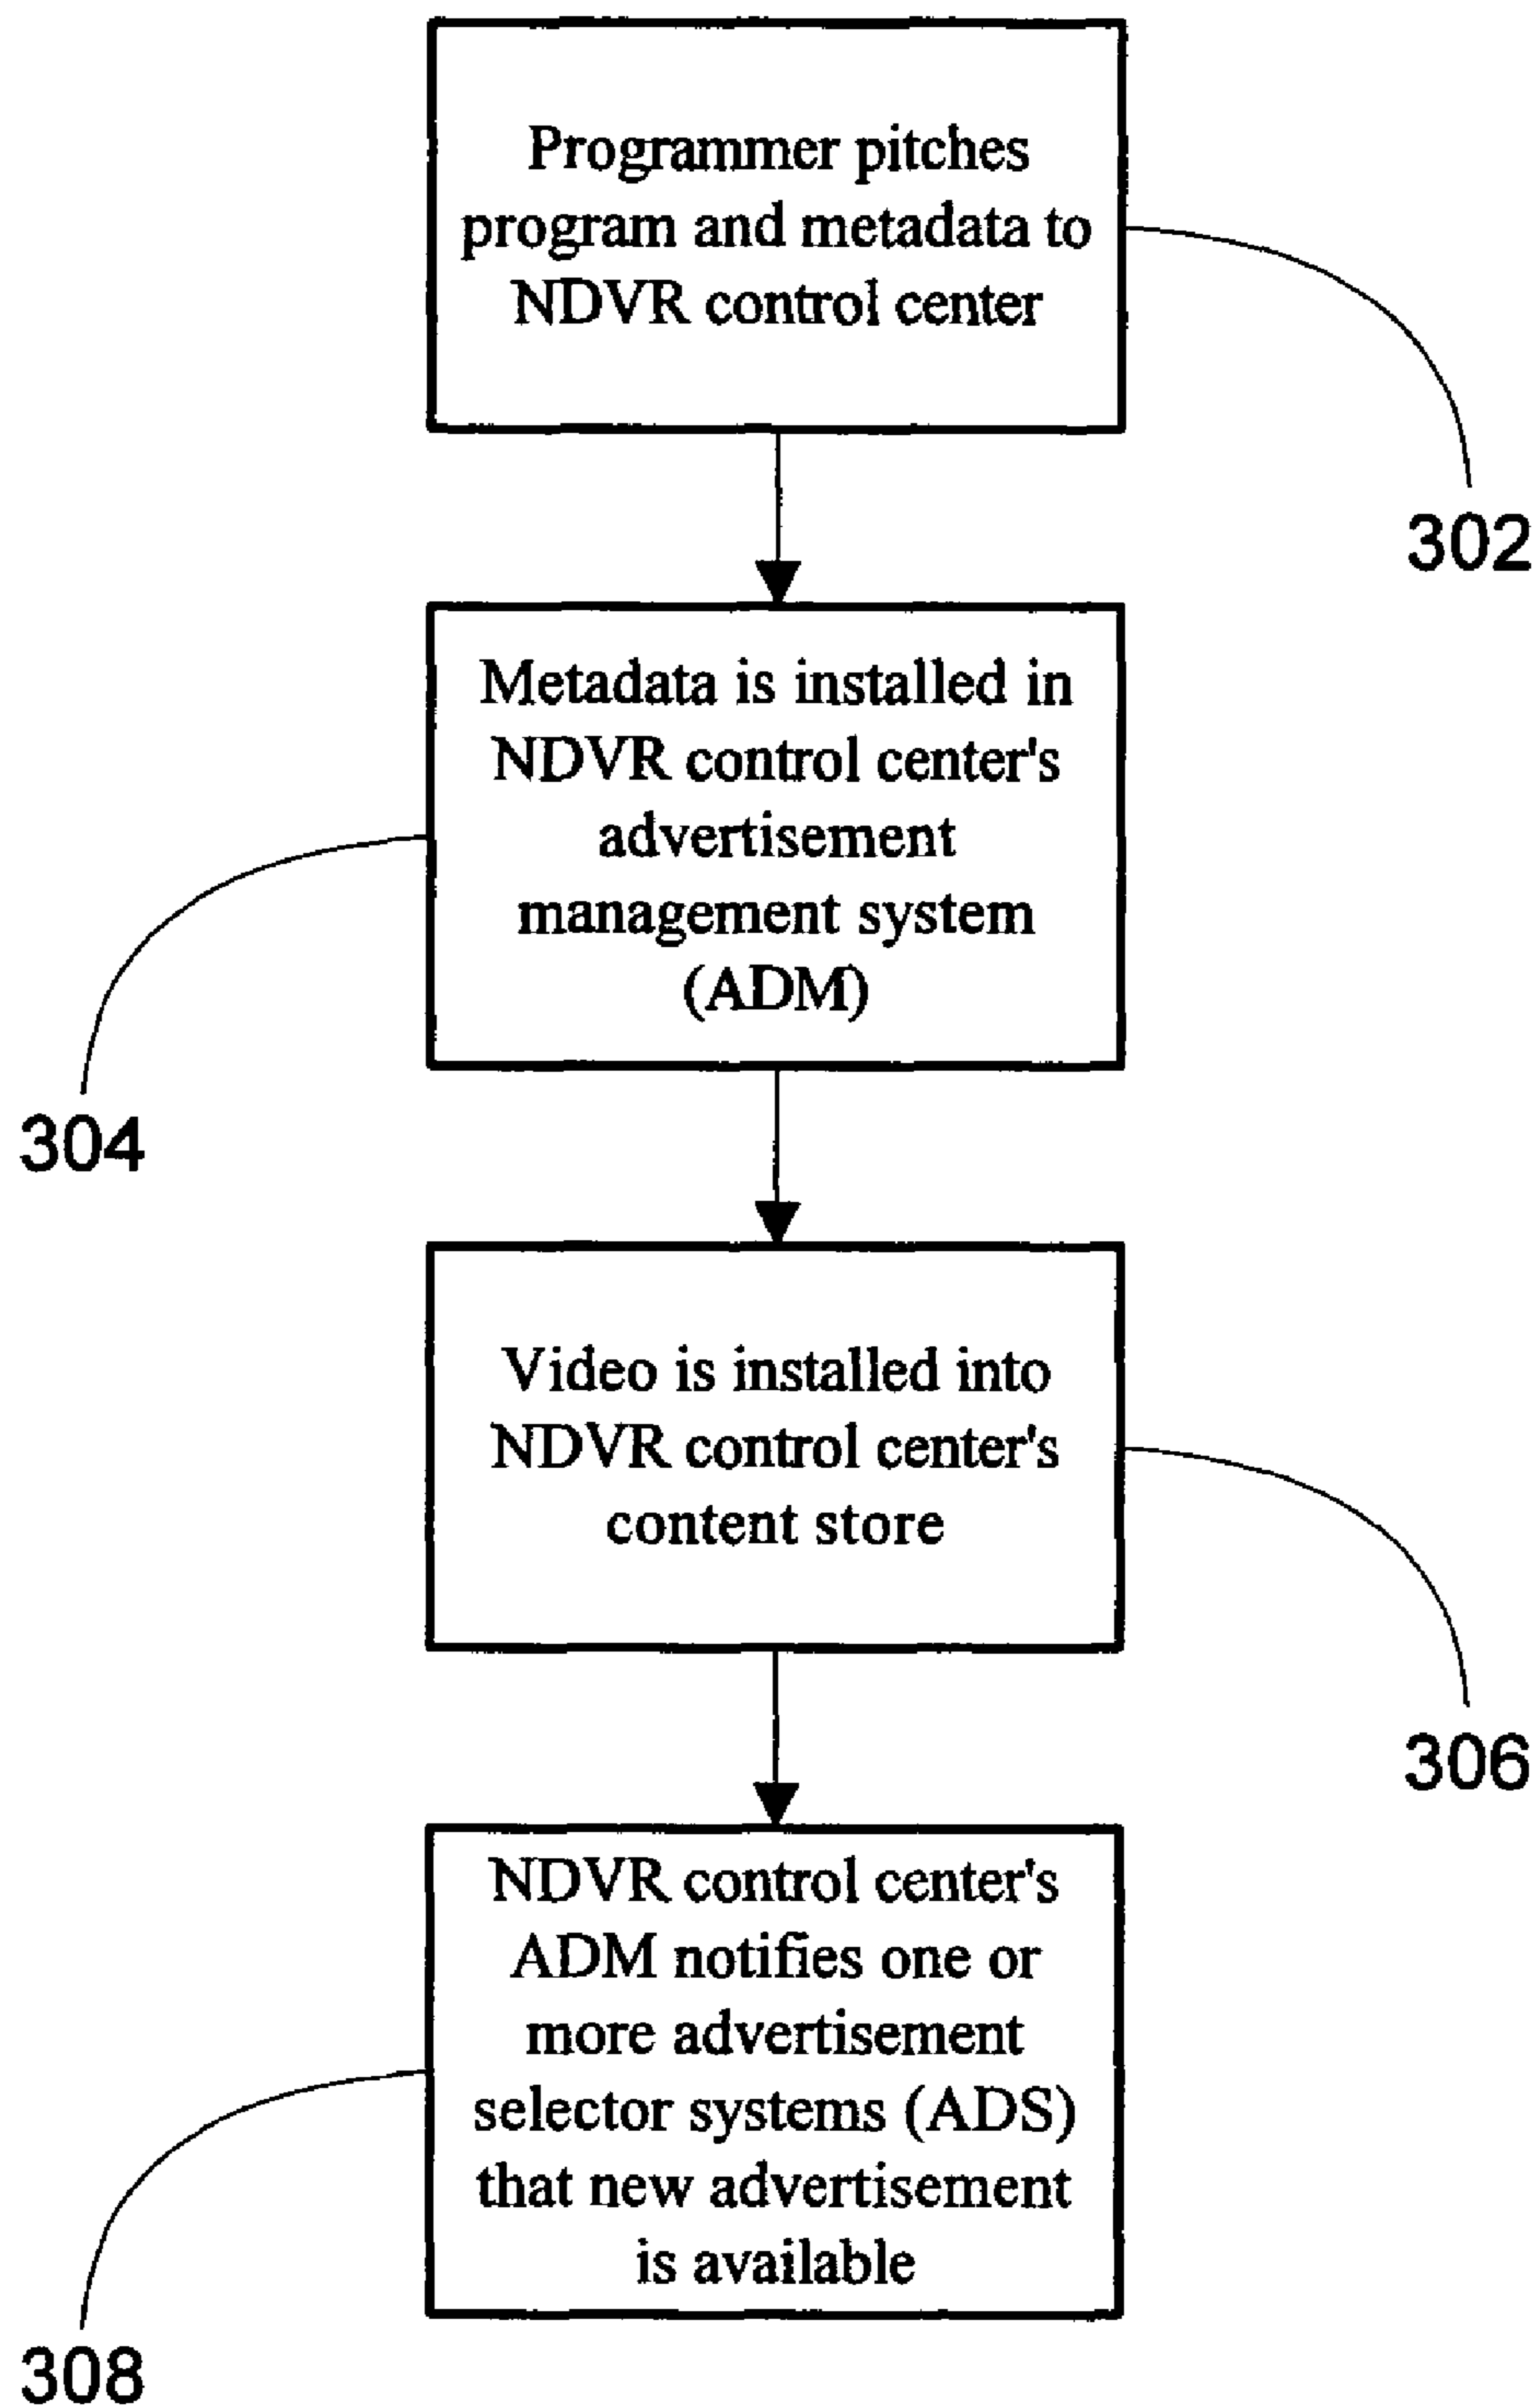 Programmer pitches
program and metadata to
NDVR control center
302
Metadata is installed in
NDVR control center's
advertisement
management system
(ADM)
304
Video is installed into
NDVR control center's
content store
306
NDVR control center's
ADM notifies one or
more advertisement
selector systems (ADS)
that new advertisement
is available
308